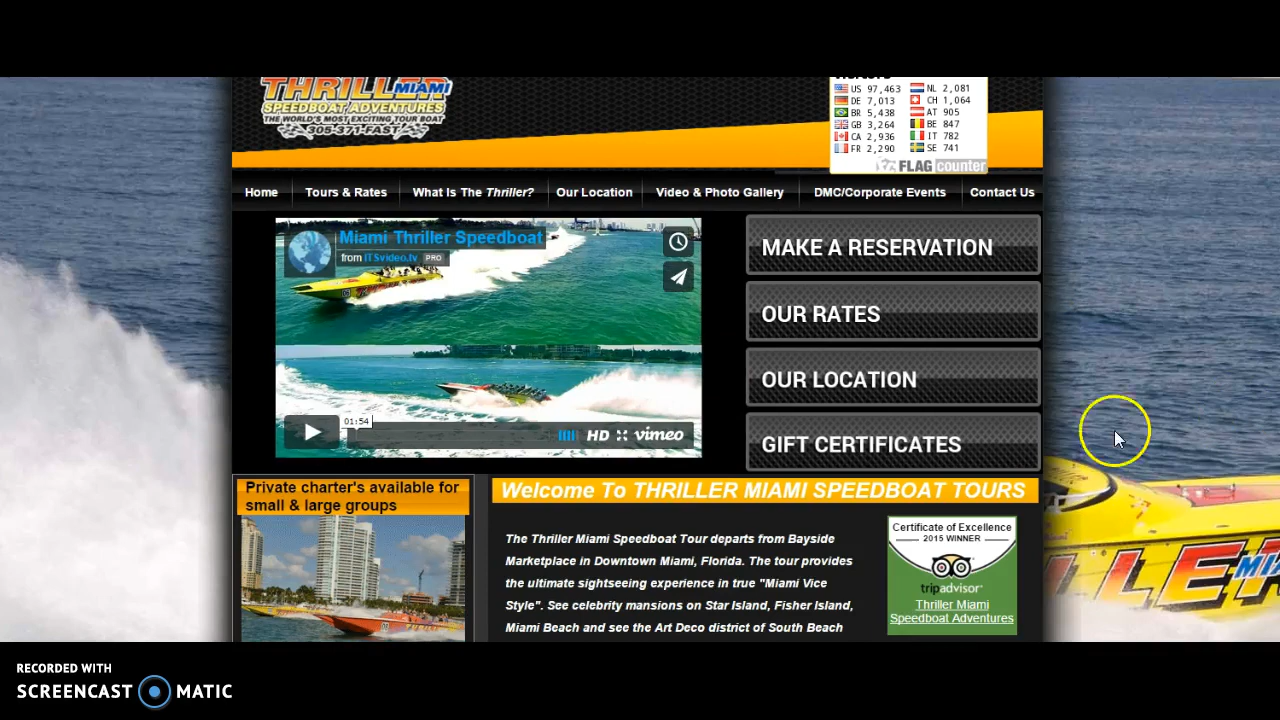 THRILLER MIAMI
SPEEDBOAT ADVENTURES
THE WORLD'S MOST EXCITING TOUR BOAT
305-371-FAST
US 97,463 NL 2,081
DE 7,013 CH 1,064
BR 5,438 AT 905
GB 3,264 BE 847
CA 2,936 IT 782
FR 2,290 SE 741
FLAG counter
Home Tours & Rates What Is The Thriller? Our Location Video & Photo Gallery DMC/Corporate Events Contact Us
Miami Thriller Speedboat
from ITSvideo.tv PRO
01:54
HD vimeo
MAKE A RESERVATION
OUR RATES
OUR LOCATION
GIFT CERTIFICATES
Private charter's available for
small & large groups
Welcome To THRILLER MIAMI SPEEDBOAT TOURS
The Thriller Miami Speedboat Tour departs from Bayside
Marketplace in Downtown Miami, Florida. The tour provides
the ultimate sightseeing experience in true "Miami Vice
Style". See celebrity mansions on Star Island, Fisher Island,
Miami Beach and see the Art Deco district of South Beach
Certificate of Excellence
2015 WINNER
tripadvisor
Thriller Miami
Speedboat Adventures
LLER MIAMI
RECORDED WITH
SCREENCAST MATIC